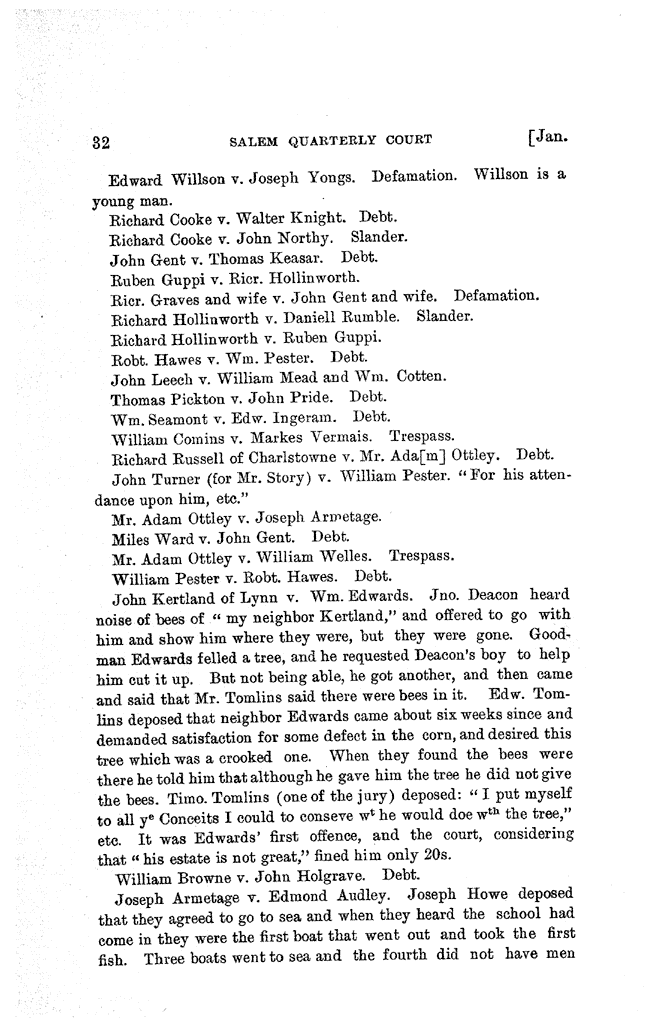 32 SALEM QUARTERLY COURT [Jan.
Edward Willson v. Joseph Yongs. Defamation. Willson is a
young man.
Richard Cooke v. Walter Knight. Debt.
Richard Cooke v. John Northy. Slander.
John Gent v. Thomas Keasar. Debt.
Ruben Guppi v. Ricr. Hollinworth.
Ricr. Graves and wife v. John Gent and wife. Defamation.
Richard Hollinworth v. Daniell Rumble. Slander.
Richard Hollinworth v. Ruben Guppi.
Robt. Hawes v. Wm. Pester. Debt.
John Leech v. William Mead and Wm. Cotten.
Thomas Pickton v. John Pride. Debt.
Wm. Seamont v. Edw. Ingeram. Debt.
William Comins v. Markes Vermais. Trespass.
Richard Russell of Charlstowne v. Mr. Ada[m] Ottley. Debt.
John Turner (for Mr. Story) v. William Pester. "For his atten-
dance upon him, etc."
Mr. Adam Ottley v. Joseph Armetage.
Miles Ward v. John Gent. Debt.
Mr. Adam Ottley v. William Welles. Trespass.
William Pester v. Robt. Hawes. Debt.
John Kertland of Lynn v. Wm. Edwards. Jno. Deacon heard
noise of bees of "my neighbor Kertland," and offered to go with
him and show him where they were, but they were gone. Good-
man Edwards felled a tree, and he requested Deacon's boy to help
him cut it up. But not being able, he got another, and then came
and said that Mr. Tomlins said there were bees in it. Edw. Tom-
lins deposed that neighbor Edwards came about six weeks since and
demanded satisfaction for some defect in the corn, and desired this
tree which was a crooked one. When they found the bees were
there he told him that although he gave him the tree he did not give
the bees. Timo. Tomlins (one of the jury) deposed: "I put myself
to all yᵉ Conceits I could to conseve wᵗ he would doe wᵗʰ the tree,"
etc. It was Edwards' first offence, and the court, considering
that "his estate is not great," fined him only 20s.
William Browne v. John Holgrave. Debt.
Joseph Armetage v. Edmond Audley. Joseph Howe deposed
that they agreed to go to sea and when they heard the school had
come in they were the first boat that went out and took the first
fish. Three boats went to sea and the fourth did not have men